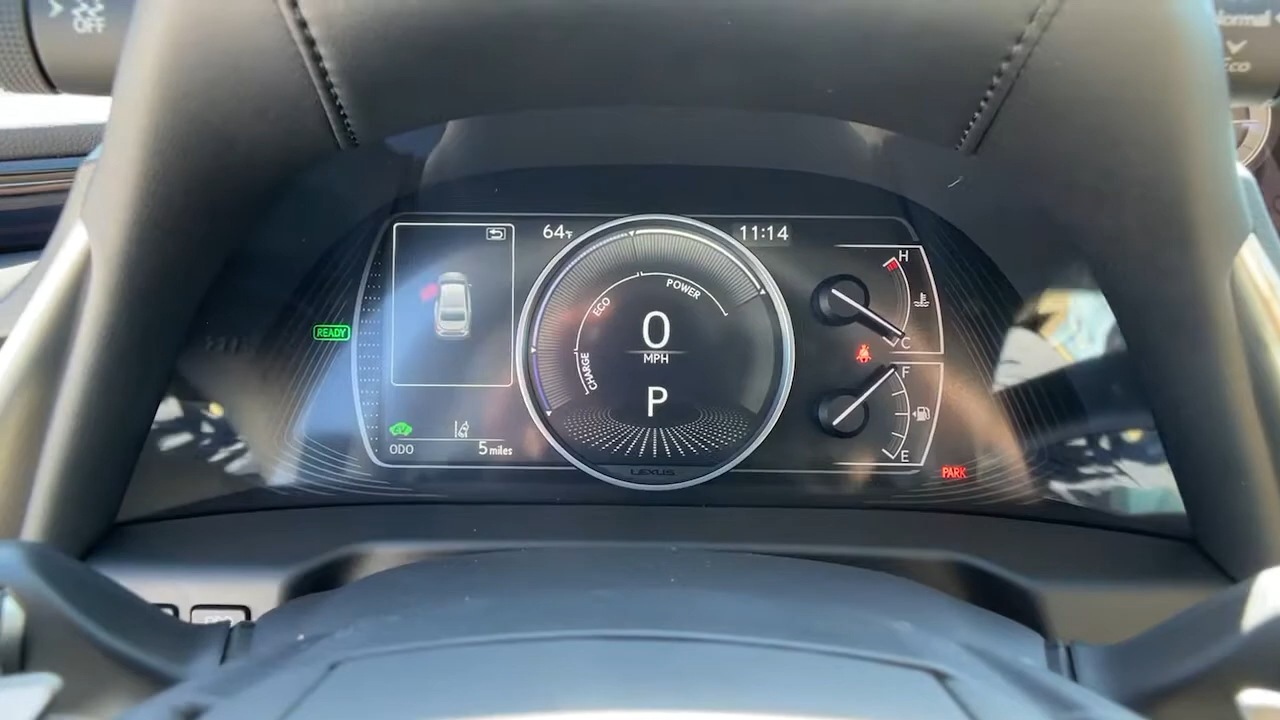 OFF
Normal
Eco
64°F
11:14
H
POWER
ECO
READY
0
MPH
C
CHARGE
F
P
ODO
5 miles
E
LEXUS
PARK